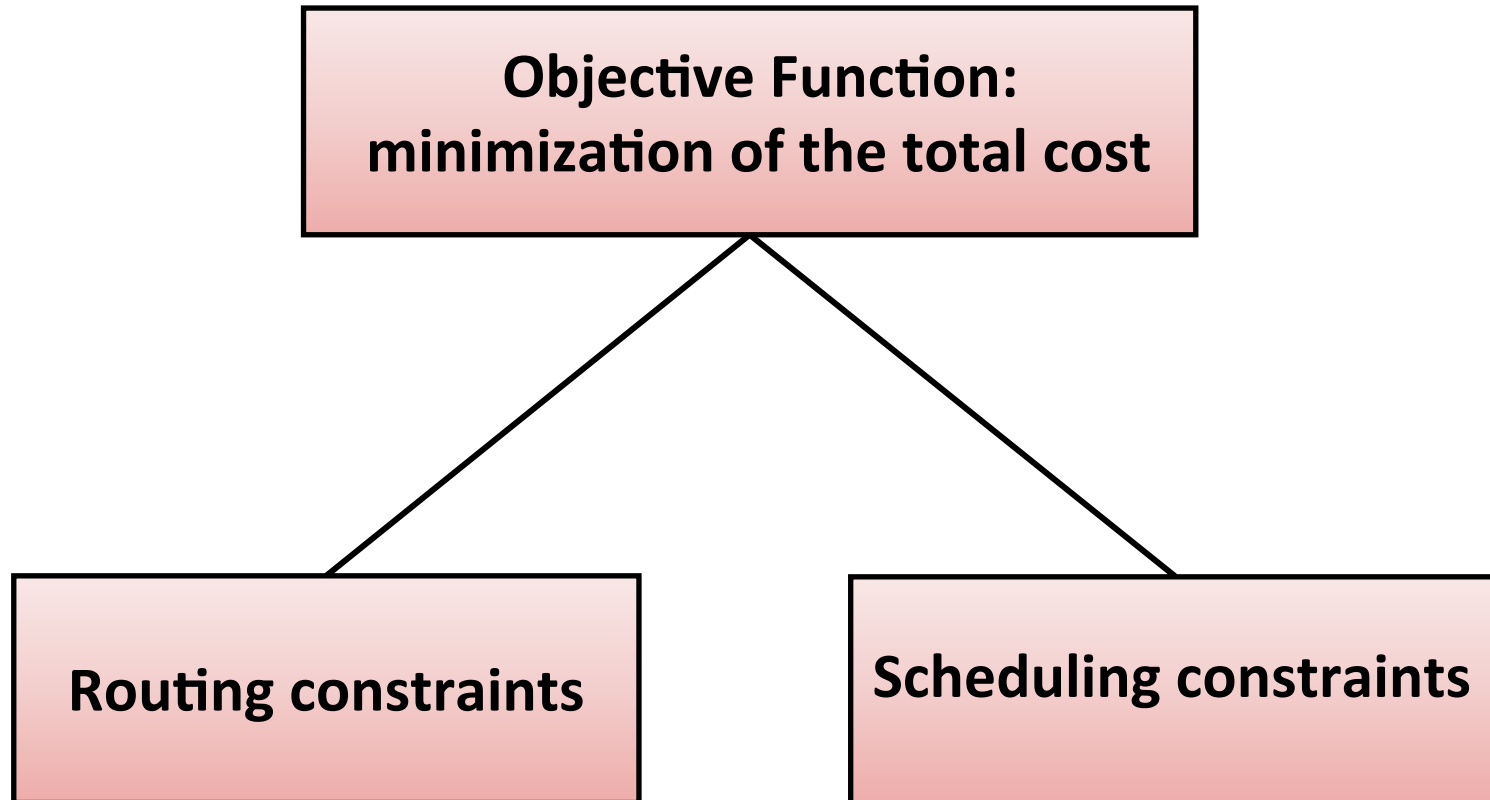 Objective Function:
minimization of the total cost
Routing constraints
Scheduling constraints